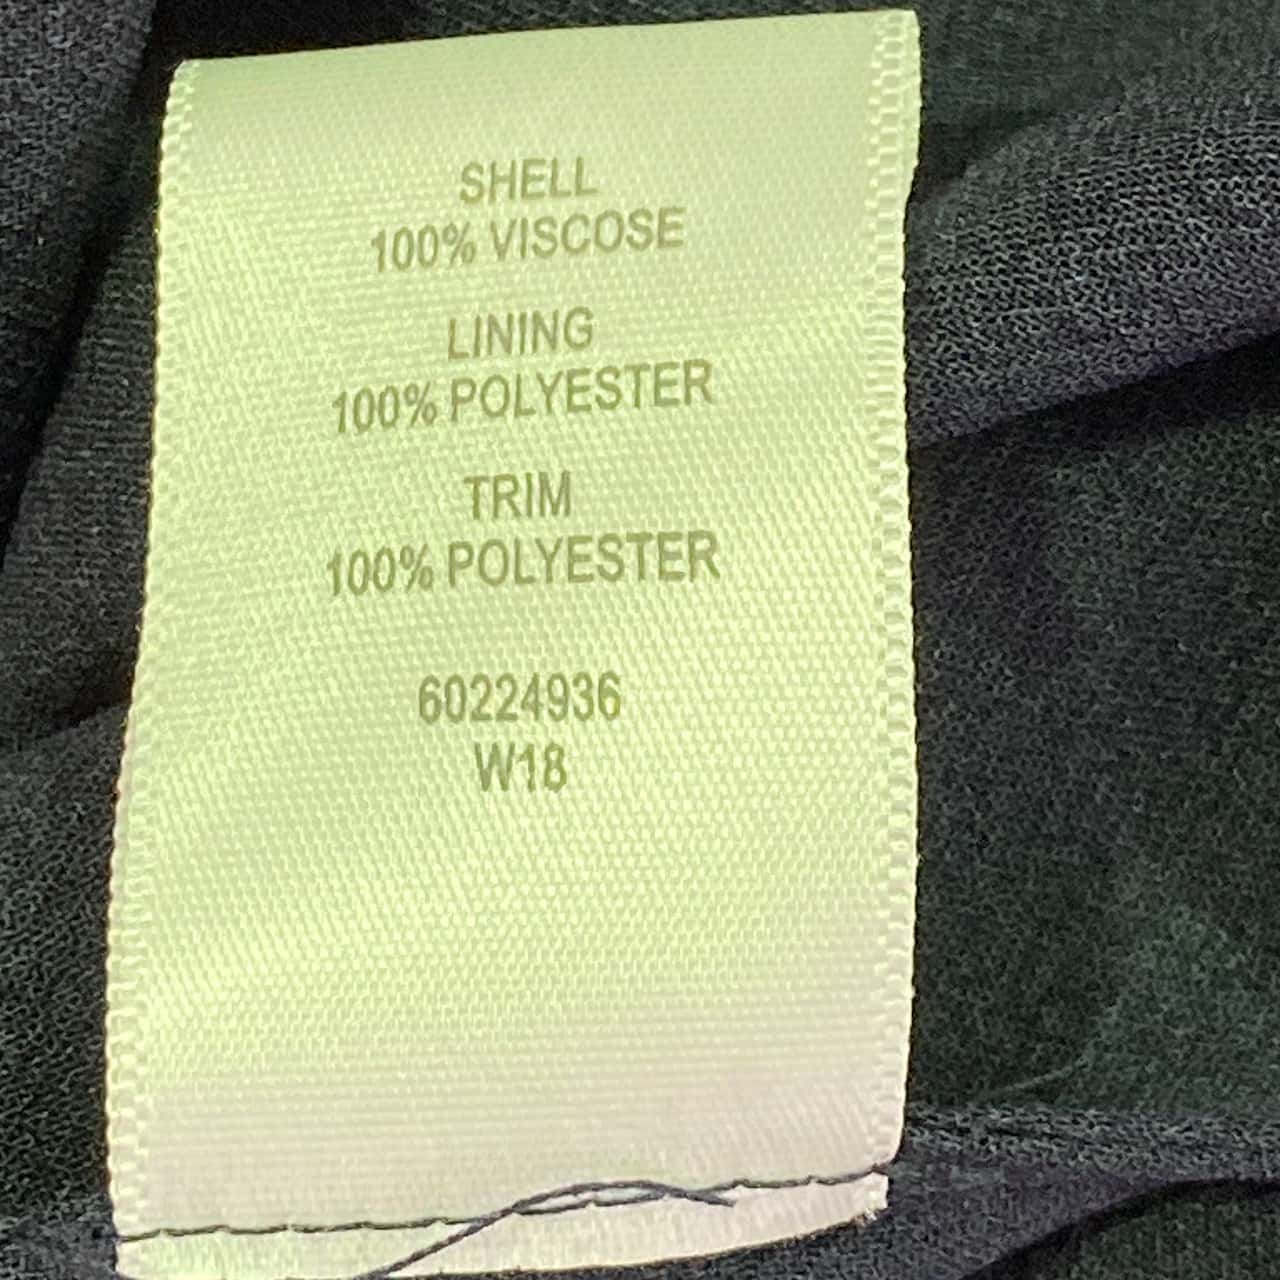 SHELL
100% VISCOSE
LINING
100% POLYESTER
TRIM
100% POLYESTER
60224936
W18